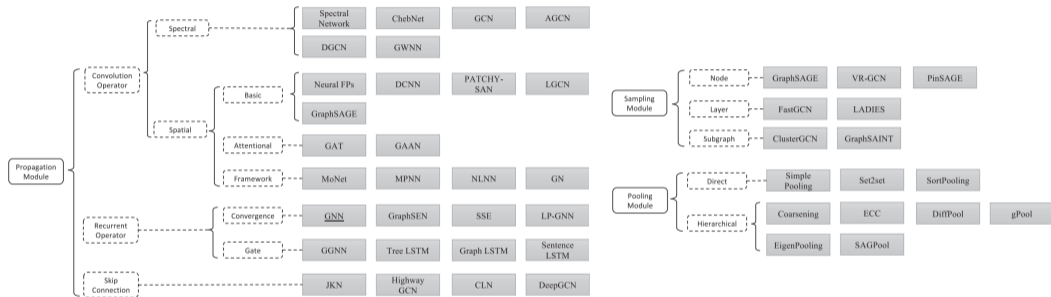 Spectral
Network
ChebNet
GCN
AGCN
Spectral
DGCN
GWNN
Convolution
Operator
Neural FPs
DCNN
PATCHY-
SAN
LGCN
Basic
GraphSAGE
Spatial
Attentional
GAT
GAAN
Propagation
Module
Framework
MoNet
MPNN
NLNN
GN
Convergence
GNN
GraphSEN
SSE
LP-GNN
Recurrent
Operator
Gate
GGNN
Tree LSTM
Graph LSTM
Sentence
LSTM
Skip
Connection
JKN
Highway
GCN
CLN
DeepGCN
Node
GraphSAGE
VR-GCN
PinSAGE
Sampling
Module
Layer
FastGCN
LADIES
Subgraph
ClusterGCN
GraphSAINT
Direct
Simple
Pooling
Set2set
SortPooling
Pooling
Module
Hierarchical
Coarsening
ECC
DiffPool
gPool
EigenPooling
SAGPool